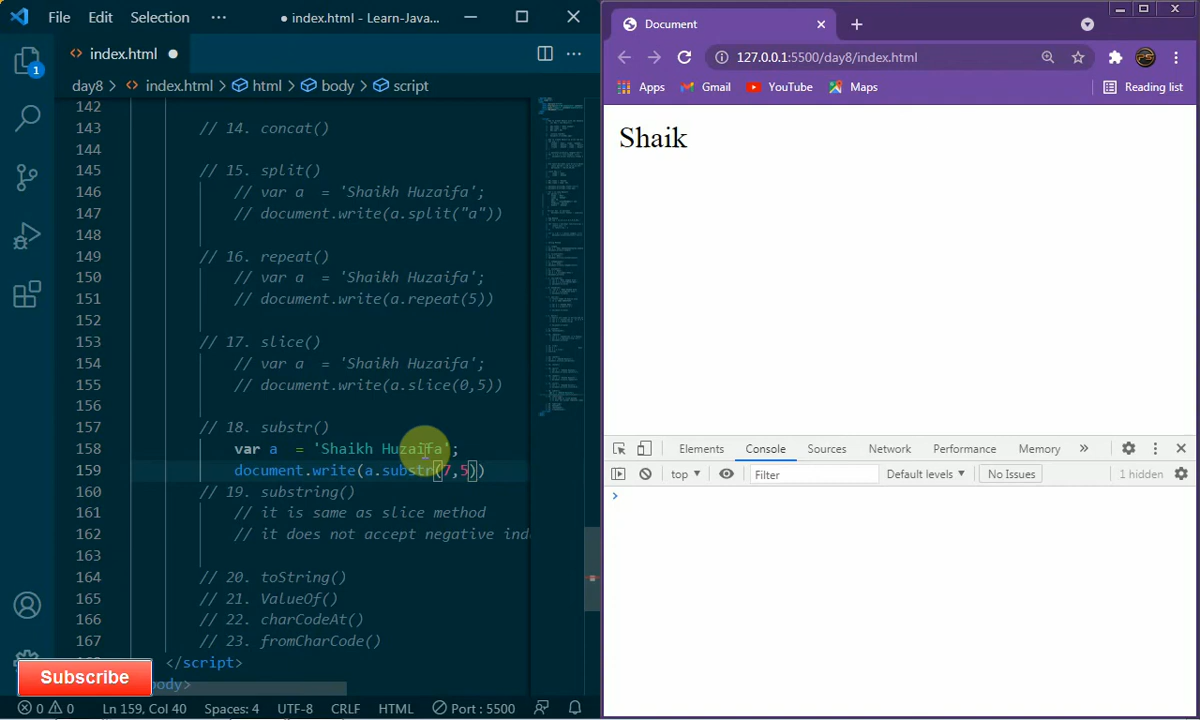 File Edit Selection ··· ● index.html - Learn-Java...
index.html ●
day8 > index.html > html > body > script
142
143 // 14. concat()
144
145 // 15. split()
146 // var a  = 'Shaikh Huzaifa';
147 // document.write(a.split("a"))
148
149 // 16. repeat()
150 // var a  = 'Shaikh Huzaifa';
151 // document.write(a.repeat(5))
152
153 // 17. slice()
154 // var a  = 'Shaikh Huzaifa';
155 // document.write(a.slice(0,5))
156
157 // 18. substr()
158 var a  = 'Shaikh Huzaifa';
159 document.write(a.substr(7,5))
160 // 19. substring()
161 // it is same as slice method
162 // it does not accept negative ind
163
164 // 20. toString()
165 // 21. ValueOf()
166 // 22. charCodeAt()
167 // 23. fromCharCode()
</script>
body>
1
Subscribe
0 0 Ln 159, Col 40 Spaces: 4 UTF-8 CRLF HTML Port : 5500
Document
127.0.0.1:5500/day8/index.html
Apps Gmail YouTube Maps Reading list
Shaik
Elements Console Sources Network Performance Memory »
top Filter Default levels No Issues 1 hidden